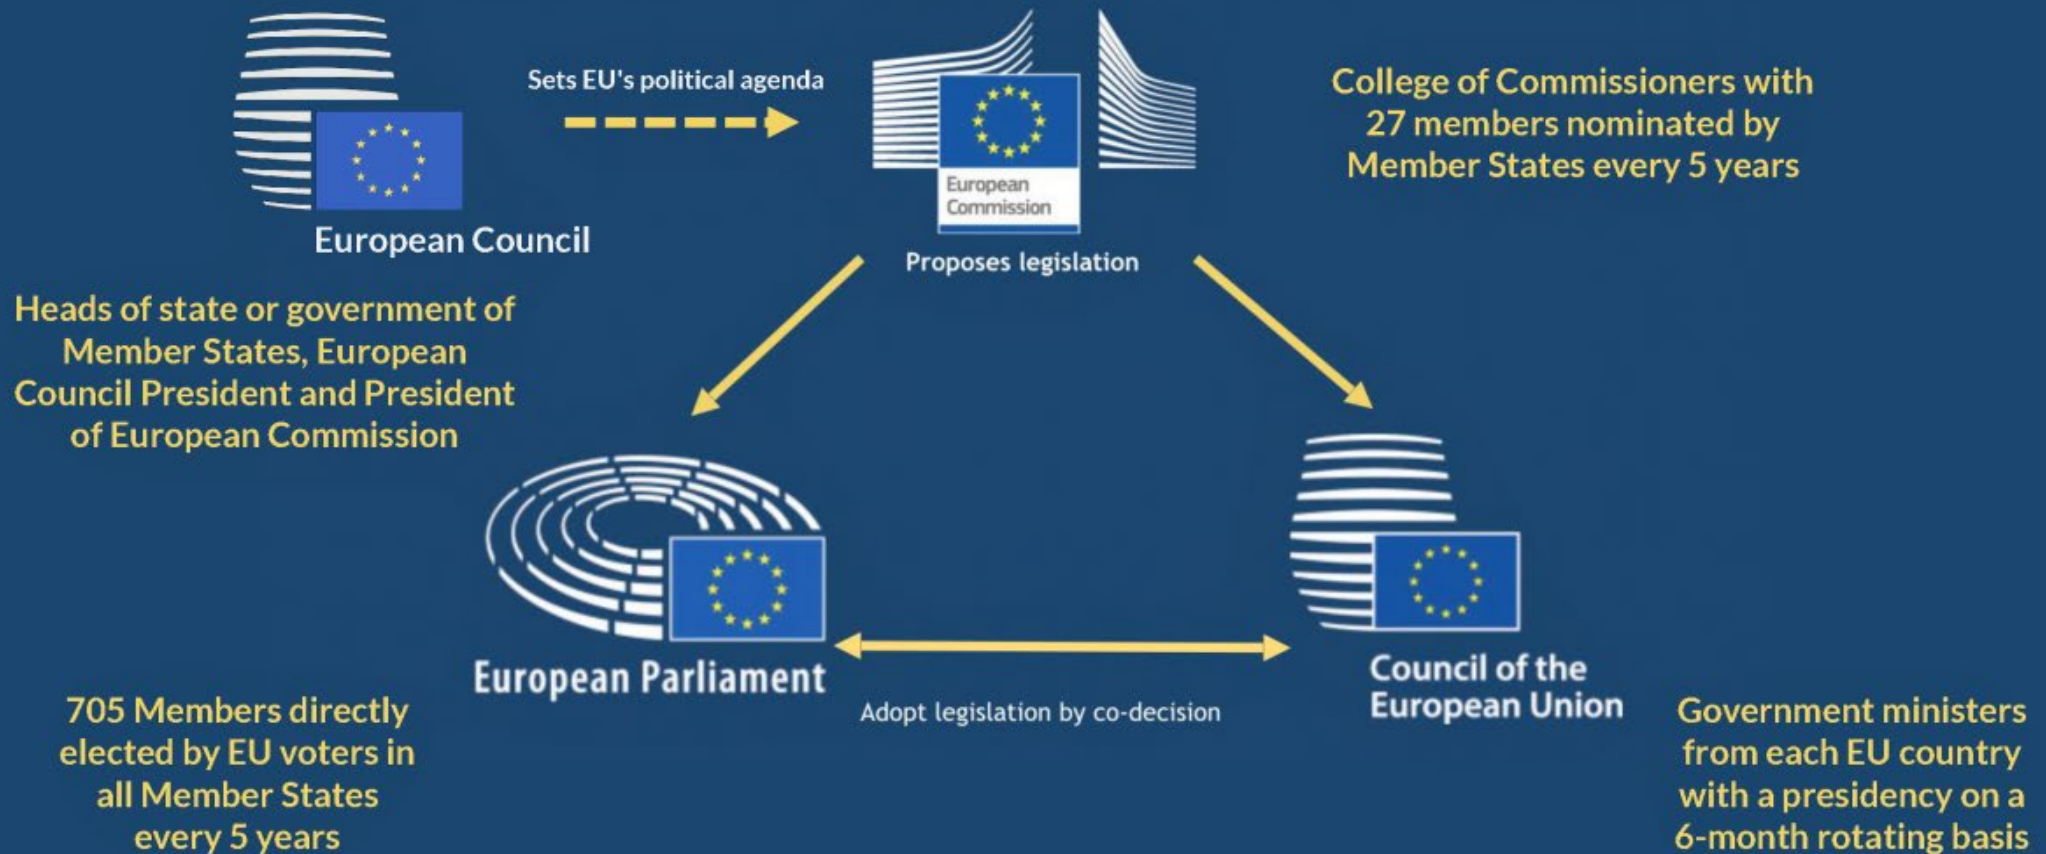 Sets EU's political agenda
European
Commission
College of Commissioners with
27 members nominated by
Member States every 5 years
European Council
Proposes legislation
Heads of state or government of
Member States, European
Council President and President
of European Commission
European Parliament
Adopt legislation by co-decision
Council of the
European Union
705 Members directly
elected by EU voters in
all Member States
every 5 years
Government ministers
from each EU country
with a presidency on a
6-month rotating basis